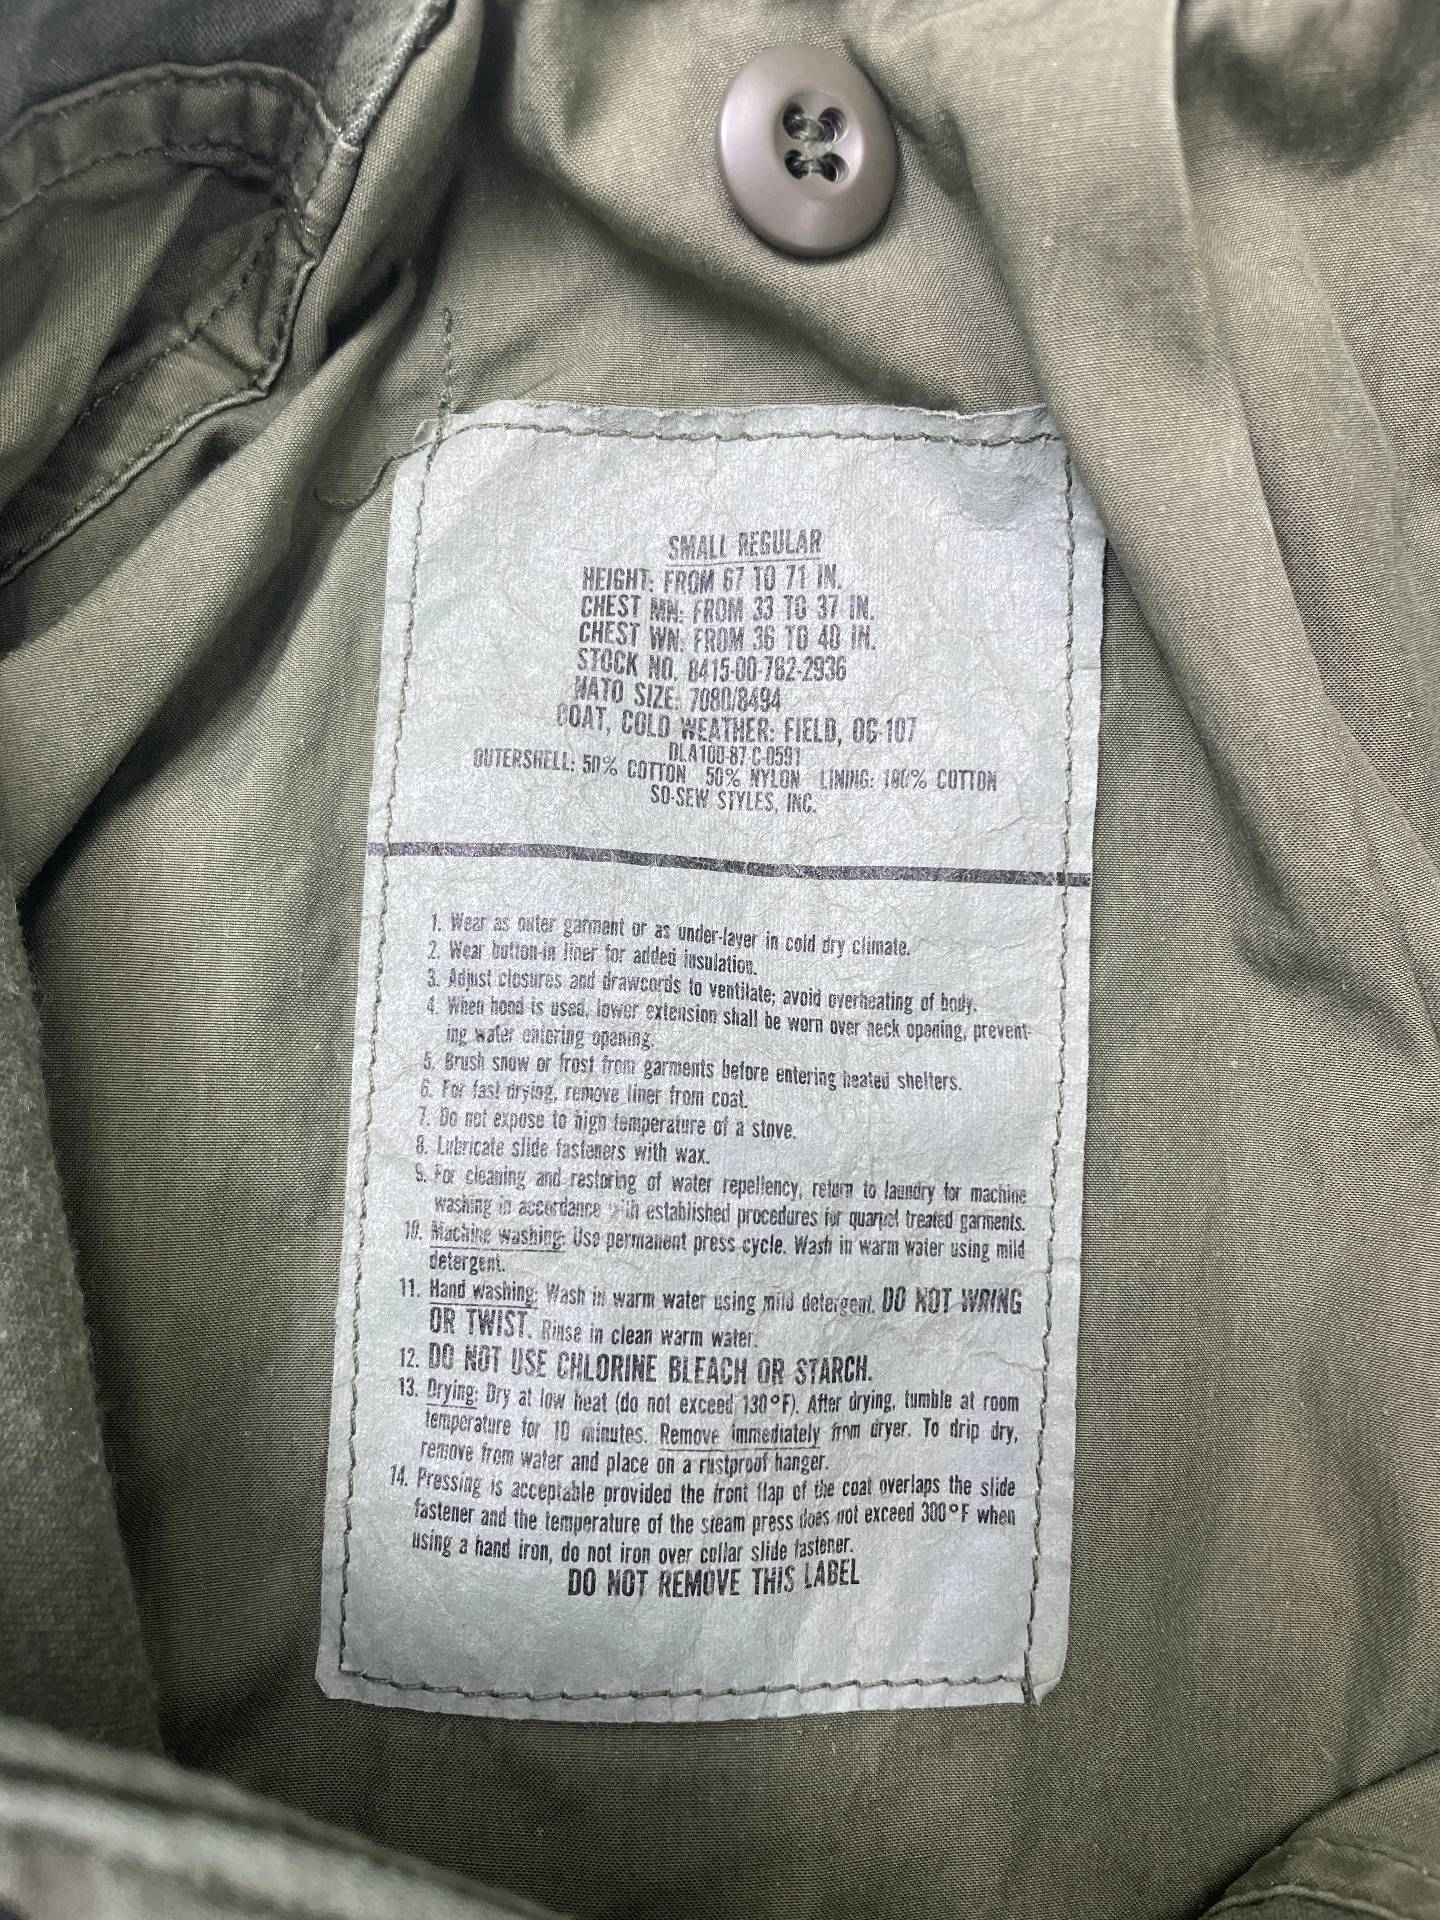 SMALL REGULAR
HEIGHT: FROM 67 TO 71 IN.
CHEST MN: FROM 33 TO 37 IN.
CHEST WN: FROM 36 TO 40 IN.
STOCK NO. 8415-00-782-2936
NATO SIZE: 7080/8494
COAT, COLD WEATHER: FIELD, OG-107
DLA100-87-C-0591
OUTERSHELL: 50% COTTON 50% NYLON LINING: 100% COTTON
SO-SEW STYLES, INC.
1. Wear as outer garment or as under-layer in cold dry climate.
2. Wear button-in liner for added insulation.
3. Adjust closures and drawcords to ventilate; avoid overheating of body.
4. When hood is used, lower extension shall be worn over neck opening, prevent-
ing water entering opening.
5. Brush snow or frost from garments before entering heated shelters.
6. For fast drying, remove liner from coat.
7. Do not expose to high temperature of a stove.
8. Lubricate slide fasteners with wax.
9. For cleaning and restoring of water repellency, return to laundry for machine
washing in accordance with established procedures for quarpel treated garments.
10. Machine washing: Use permanent press cycle. Wash in warm water using mild
detergent.
11. Hand washing: Wash in warm water using mild detergent. DO NOT WRING
OR TWIST. Rinse in clean warm water.
12. DO NOT USE CHLORINE BLEACH OR STARCH.
13. Drying: Dry at low heat (do not exceed 130°F). After drying, tumble at room
temperature for 10 minutes. Remove immediately from dryer. To drip dry,
remove from water and place on a rustproof hanger.
14. Pressing is acceptable provided the front flap of the coat overlaps the slide
fastener and the temperature of the steam press does not exceed 300°F when
using a hand iron, do not iron over collar slide fastener.
DO NOT REMOVE THIS LABEL